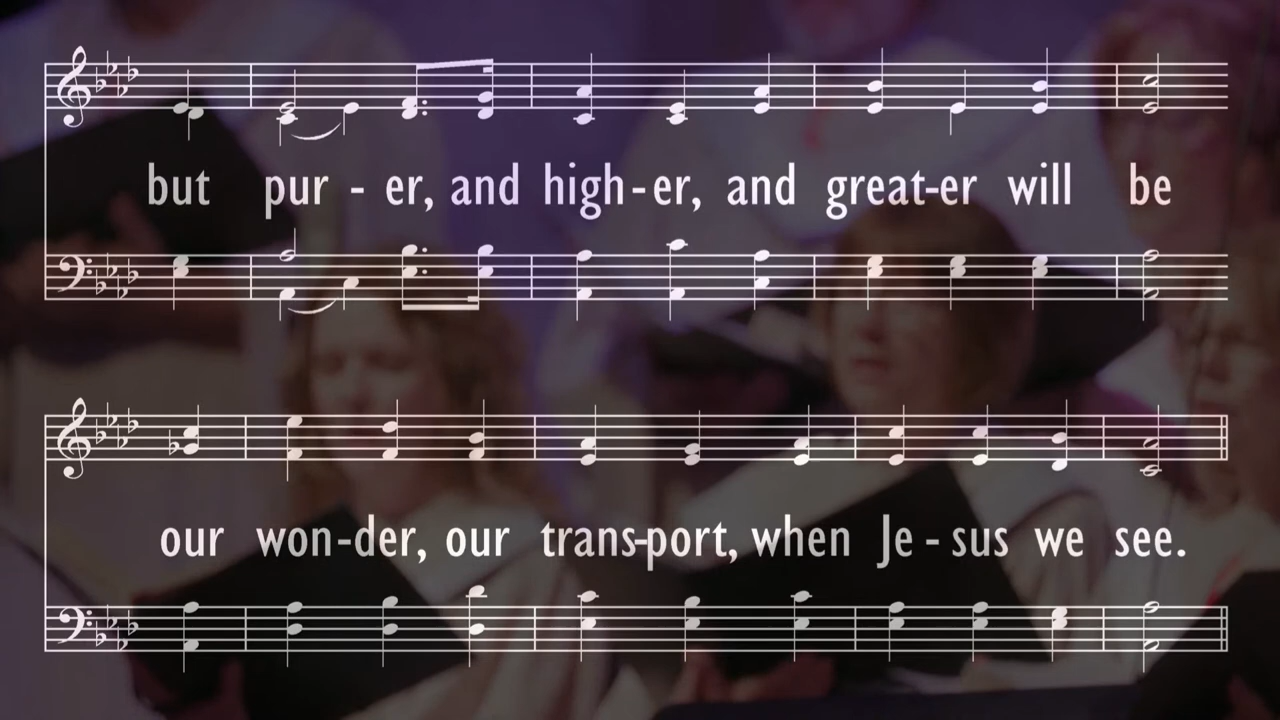 but pur - er, and high - er, and great-er will be
our won-der, our trans-port, when Je - sus we see.